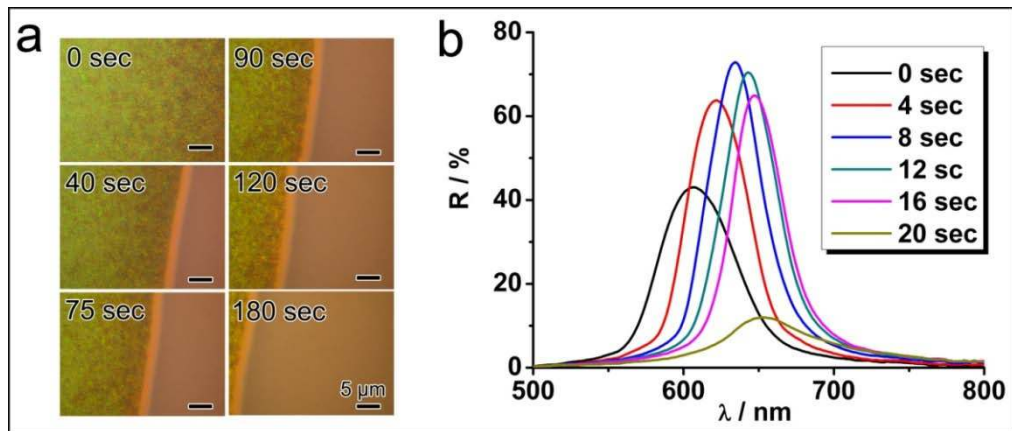 a
0 sec
90 sec
40 sec
120 sec
75 sec
180 sec
5 µm
b
80
60
40
20
0
R / %
500
600
700
800
λ / nm
0 sec
4 sec
8 sec
12 sc
16 sec
20 sec